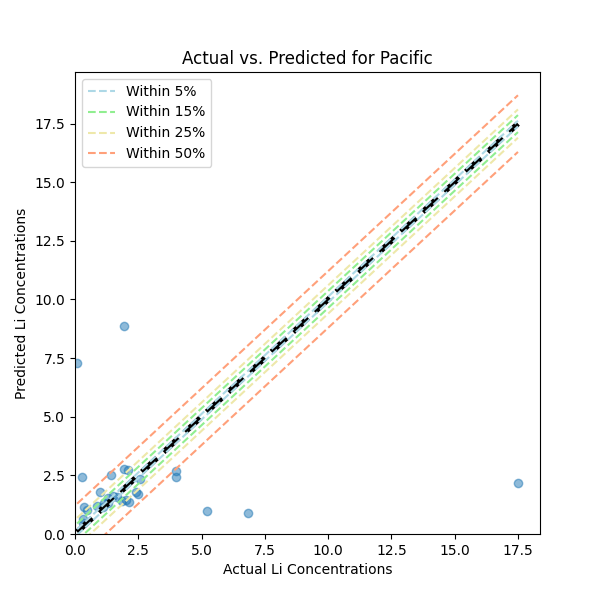 Actual vs. Predicted for Pacific
Within 5%
Within 15%
Within 25%
Within 50%
Predicted Li Concentrations
17.5
15.0
12.5
10.0
7.5
5.0
2.5
0.0
0.0 2.5 5.0 7.5 10.0 12.5 15.0 17.5
Actual Li Concentrations